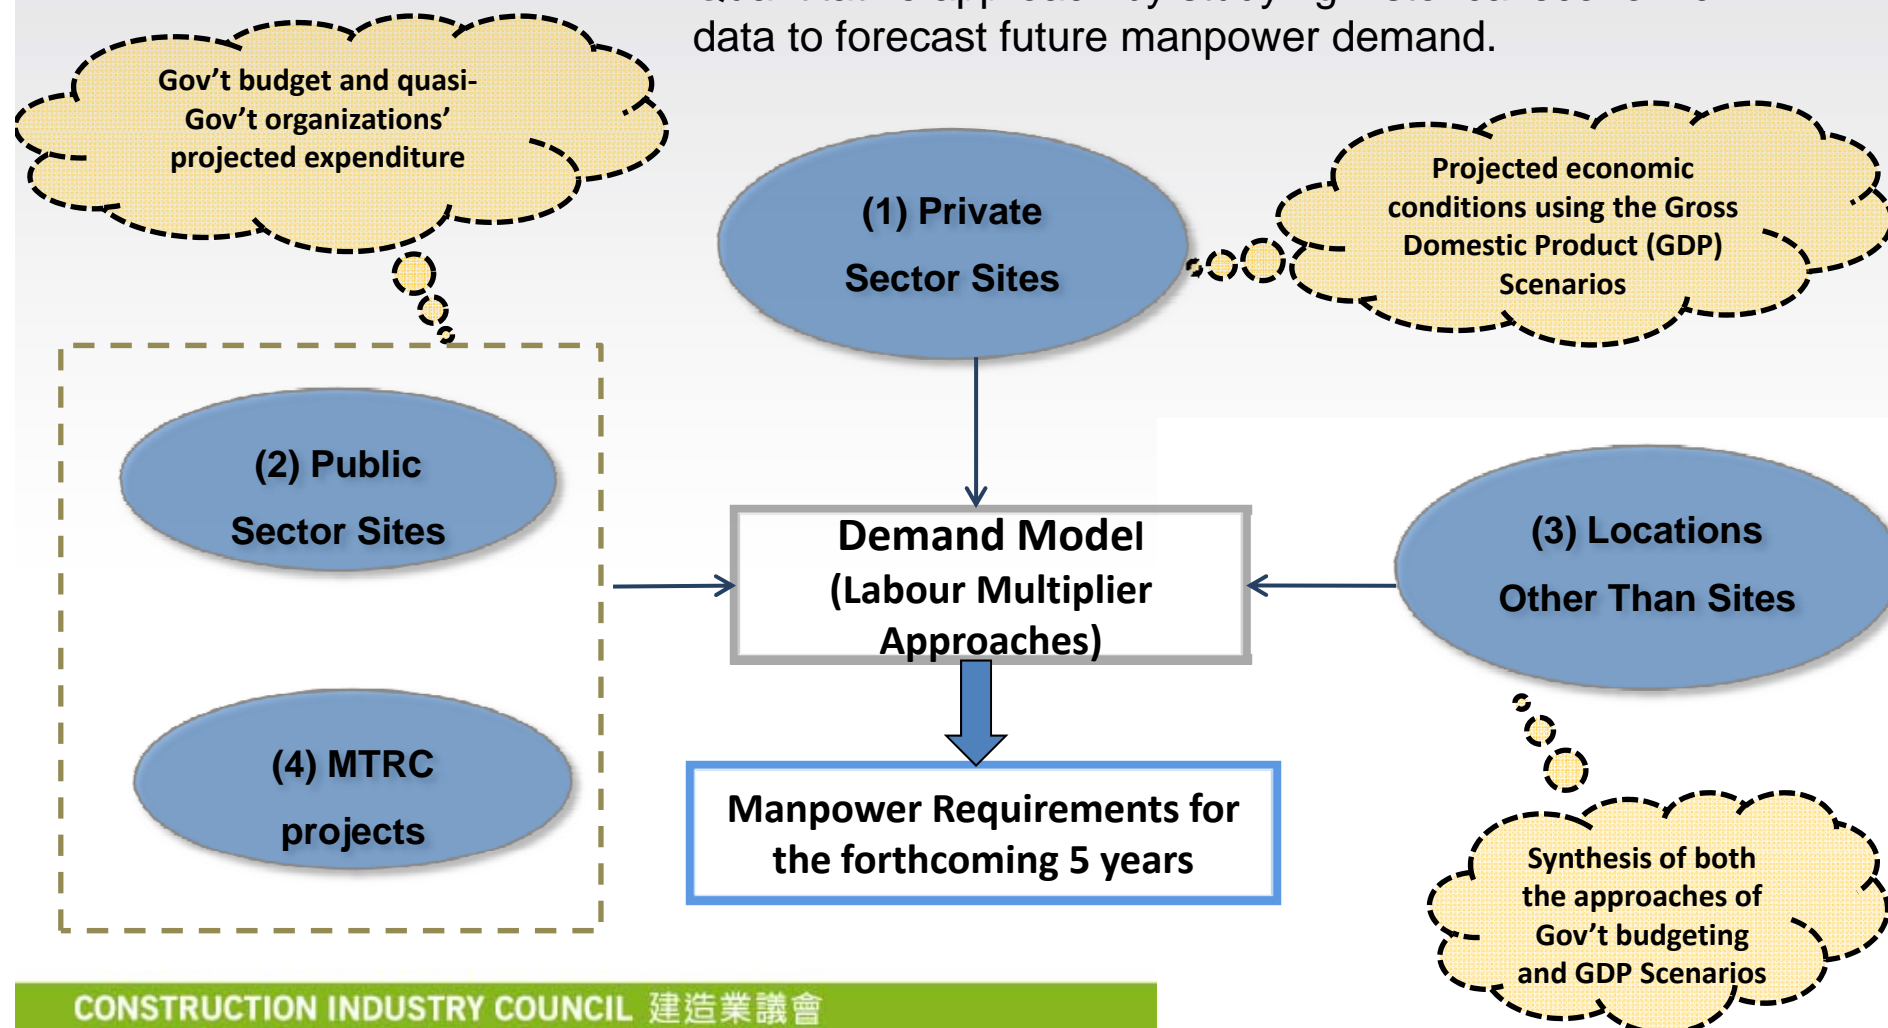 data to forecast future manpower demand.
Gov’t budget and quasi-
Gov’t organizations’
projected expenditure
(1) Private
Sector Sites
Projected economic
conditions using the Gross
Domestic Product (GDP)
Scenarios
(2) Public
Sector Sites
Demand Model
(Labour Multiplier
Approaches)
(3) Locations
Other Than Sites
(4) MTRC
projects
Manpower Requirements for
the forthcoming 5 years
Synthesis of both
the approaches of
Gov’t budgeting
and GDP Scenarios
CONSTRUCTION INDUSTRY COUNCIL 建造業議會